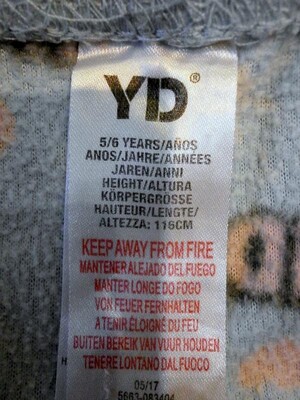 YD®
5/6 YEARS/AÑOS
ANOS/JAHRE/ANNÉES
JAREN/ANNI
HEIGHT/ALTURA
KÖRPERGRÖSSE
HAUTEUR/LENGTE/
ALTEZZA: 116CM
KEEP AWAY FROM FIRE
MANTENER ALEJADO DEL FUEGO
MANTER LONGE DO FOGO
VON FEUER FERNHALTEN
A TENIR ÉLOIGNÉ DU FEU
BUITEN BEREIK VAN VUUR HOUDEN
TENERE LONTANO DAL FUOCO
H
05/17
5663-083404